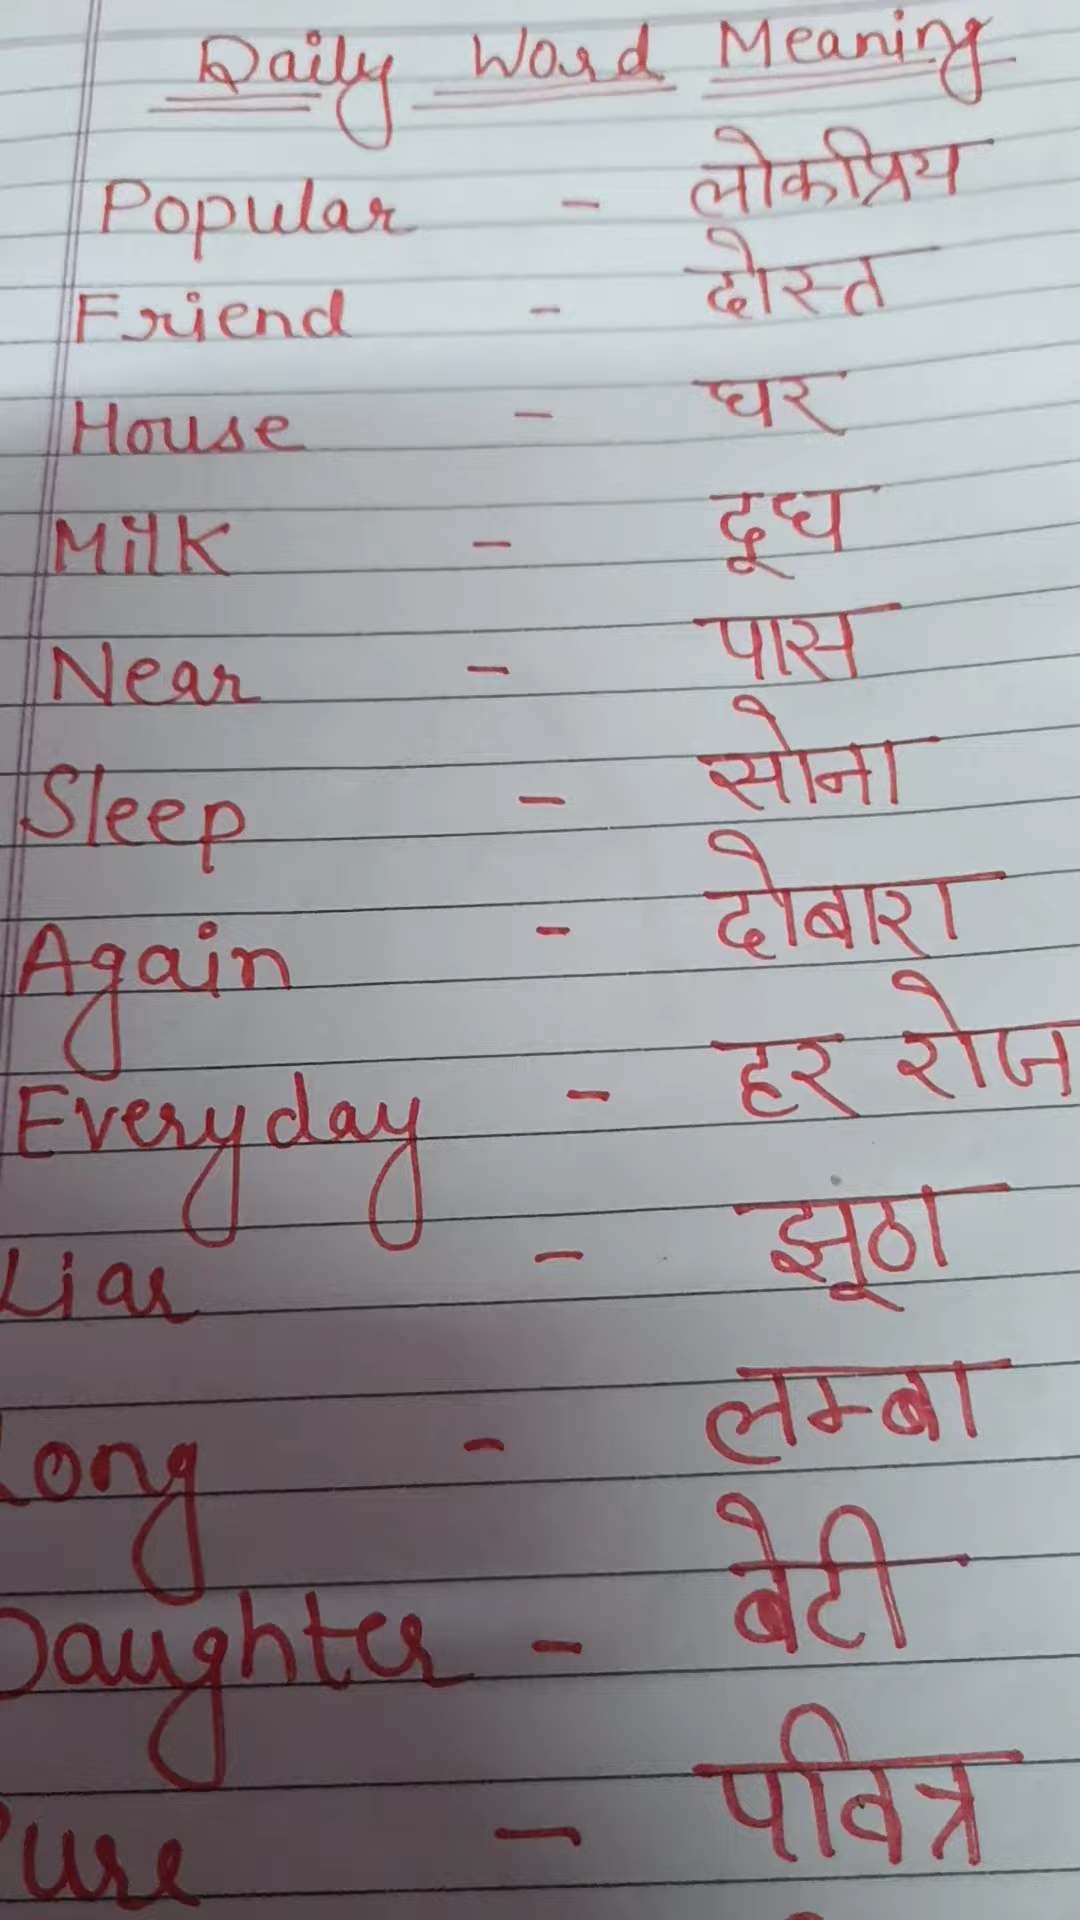 Daily Word Meaning
Popular - लोकप्रिय
Friend - दोस्त
House - घर
Milk - दूध
Near - पास
Sleep - सोना
Again - दोबारा
Everyday - हर रोज
Liar - झूंठा
Long - लम्बा
Daughter - बेटी
Pure - पवित्र